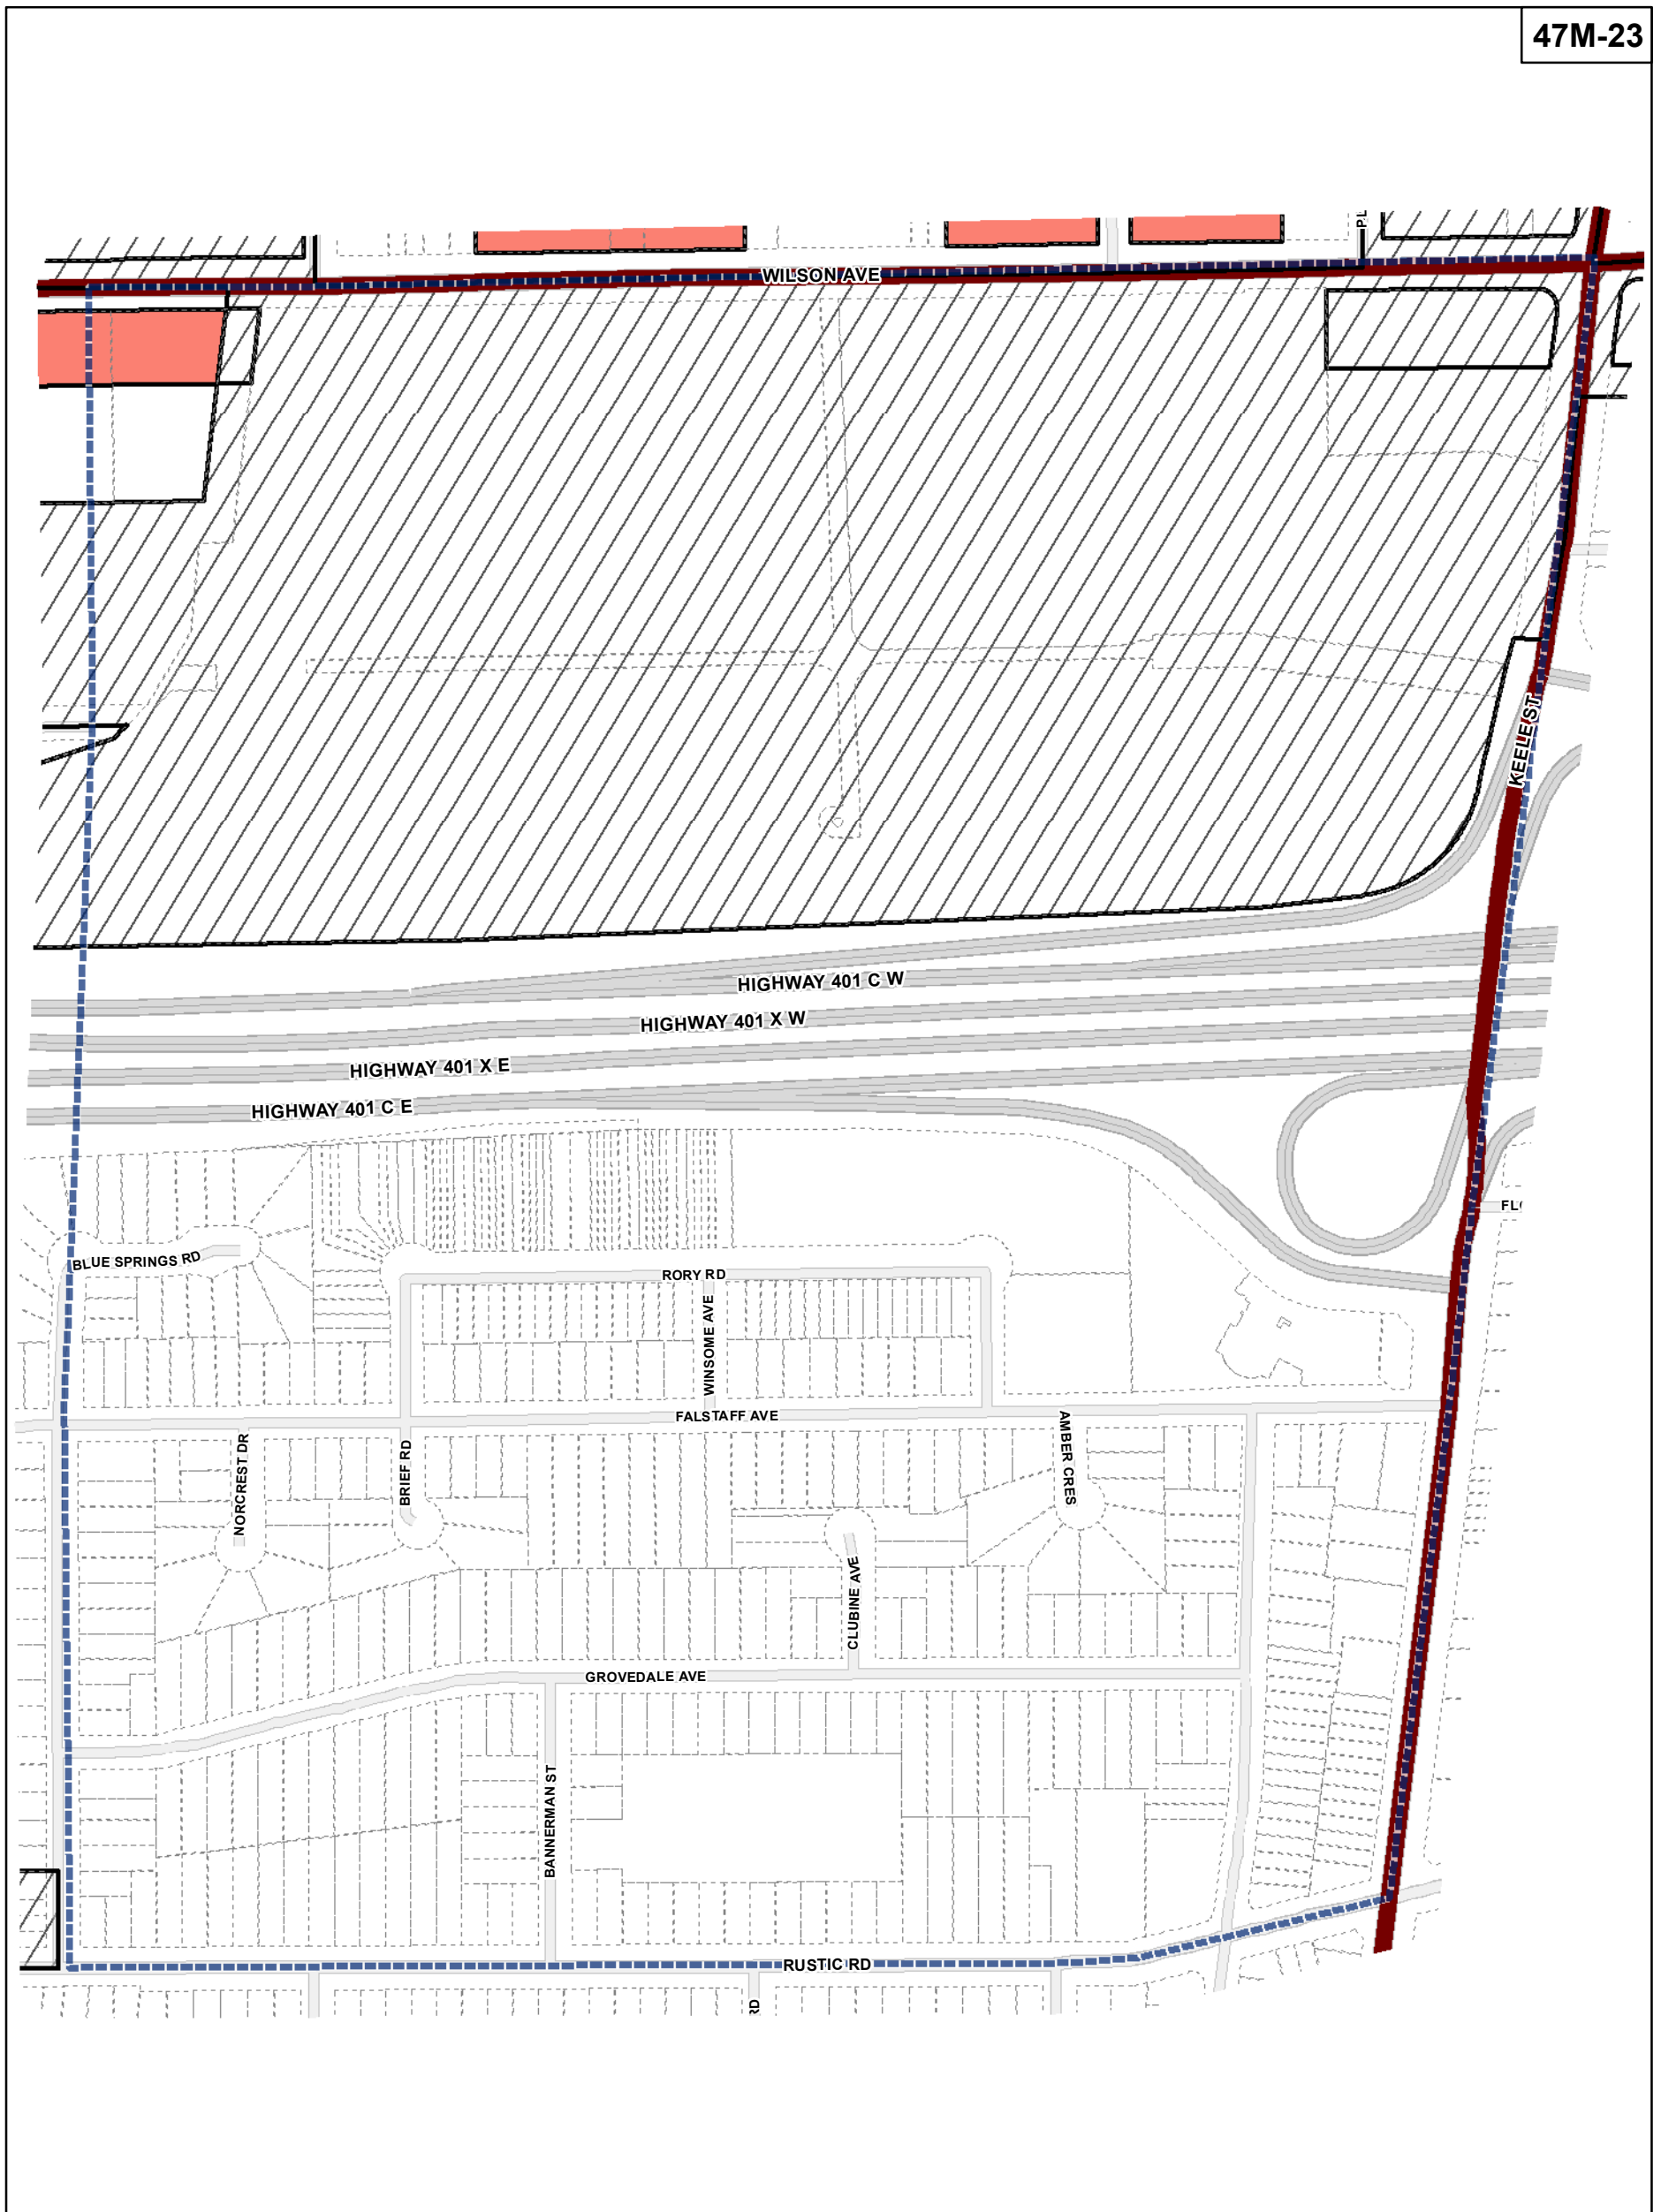 47M-23
PL
WILSON AVE
KEELE ST
HIGHWAY 401 C W
HIGHWAY 401 X W
HIGHWAY 401 X E
HIGHWAY 401 C E
BLUE SPRINGS RD
RORY RD
WINSOME AVE
FALSTAFF AVE
NORCREST DR
BRIEF RD
AMBER CRES
CLUBINE AVE
GROVEDALE AVE
BANNERMAN ST
RUSTIC RD
RD